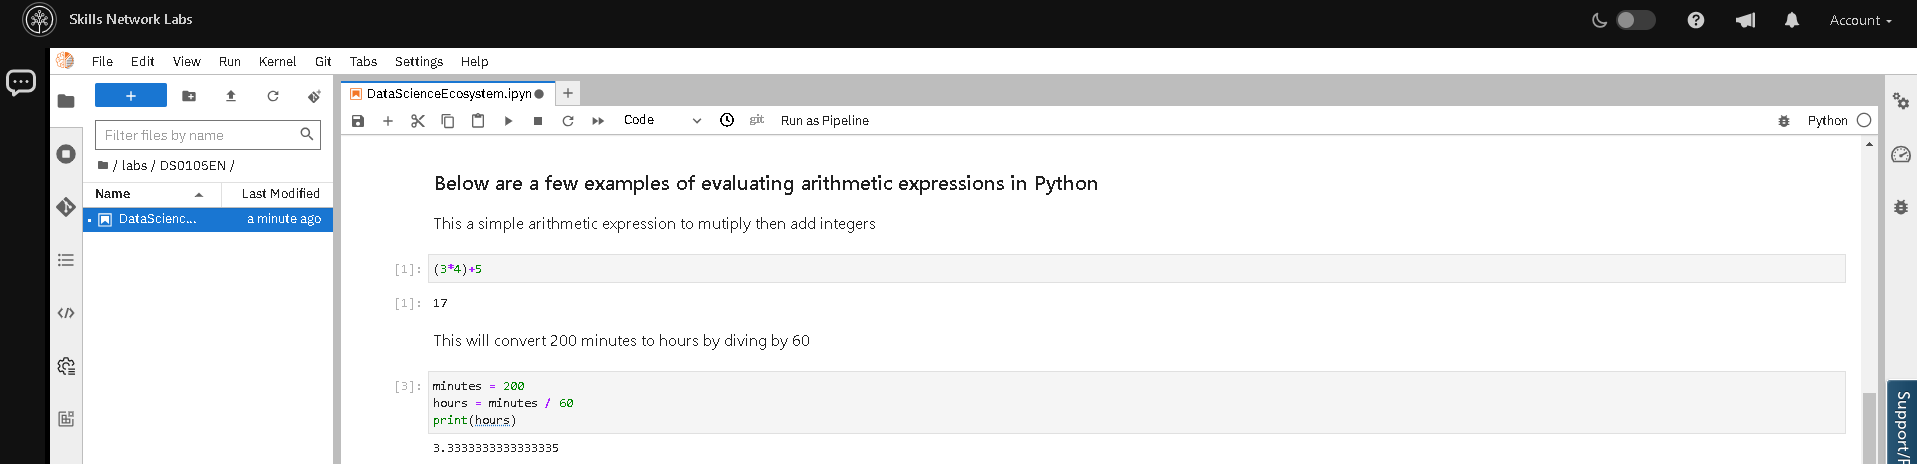 Skills Network Labs
Account
File Edit View Run Kernel Git Tabs Settings Help
DataScienceEcosystem.ipyn
Filter files by name
Code
git
Run as Pipeline
Python
/ labs / DS0105EN /
Name
Last Modified
DataScienc...
a minute ago
Below are a few examples of evaluating arithmetic expressions in Python
This a simple arithmetic expression to mutiply then add integers
[1]: (3*4)+5
[1]: 17
This will convert 200 minutes to hours by diving by 60
[3]: minutes = 200
hours = minutes / 60
print(hours)
3.3333333333333335
Support/F